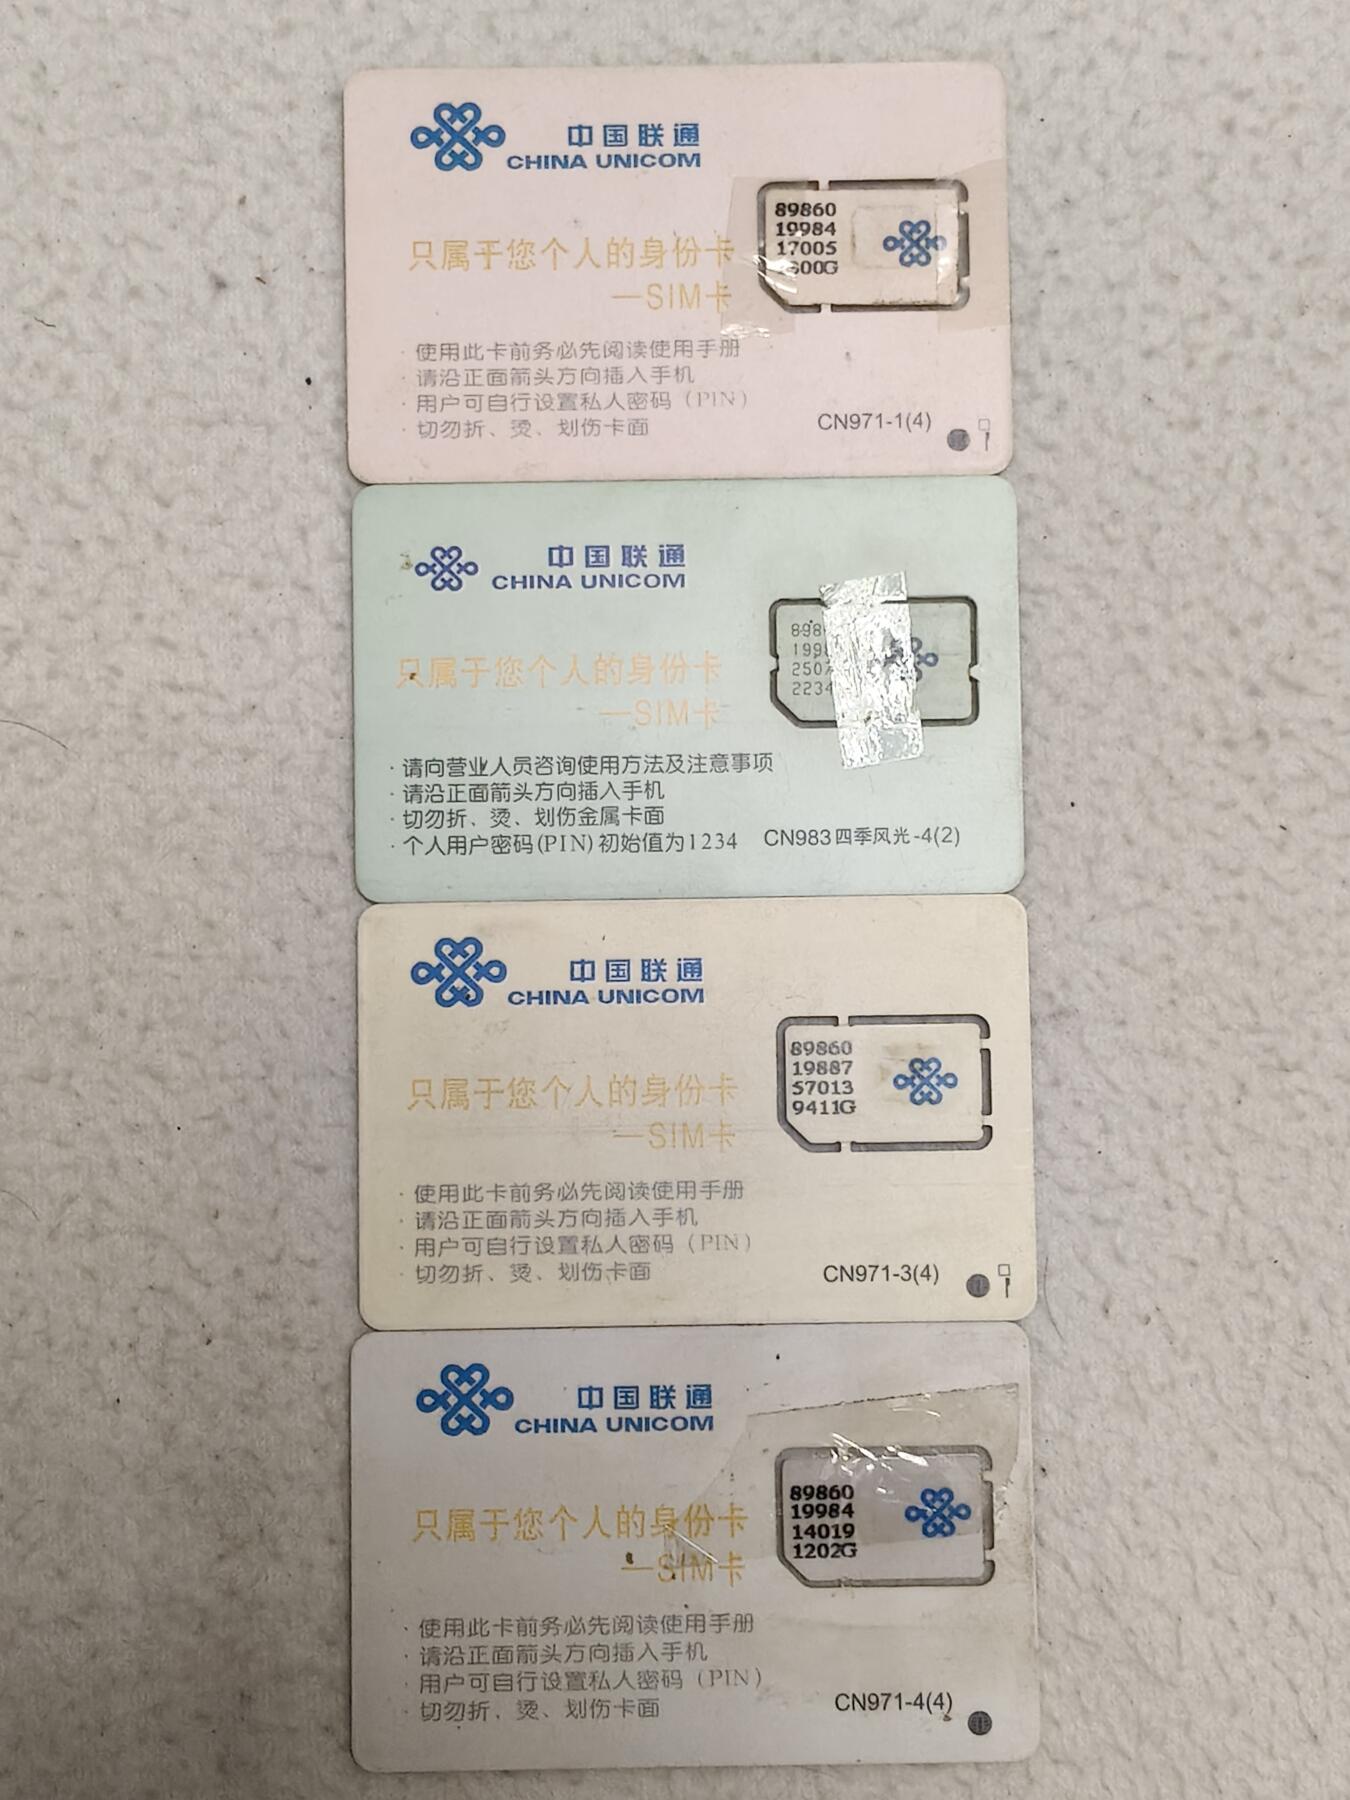 中国联通
CHINA UNICOM
89860
19984
17005
600G
只属于您个人的身份卡
—SIM卡
· 使用此卡前务必先阅读使用手册
· 请沿正面箭头方向插入手机
· 用户可自行设置私人密码（PIN）
· 切勿折、烫、划伤卡面
CN971-1(4)
中国联通
CHINA UNICOM
898
199
2507
2234
只属于您个人的身份卡
—SIM卡
· 请向营业人员咨询使用方法及注意事项
· 请沿正面箭头方向插入手机
· 切勿折、烫、划伤金属卡面
· 个人用户密码(PIN)初始值为1234
CN983四季风光-4(2)
中国联通
CHINA UNICOM
89860
19887
57013
9411G
只属于您个人的身份卡
—SIM卡
· 使用此卡前务必先阅读使用手册
· 请沿正面箭头方向插入手机
· 用户可自行设置私人密码（PIN）
· 切勿折、烫、划伤卡面
CN971-3(4)
中国联通
CHINA UNICOM
89860
19984
14019
1202G
只属于您个人的身份卡
—SIM卡
· 使用此卡前务必先阅读使用手册
· 请沿正面箭头方向插入手机
· 用户可自行设置私人密码（PIN）
· 切勿折、烫、划伤卡面
CN971-4(4)